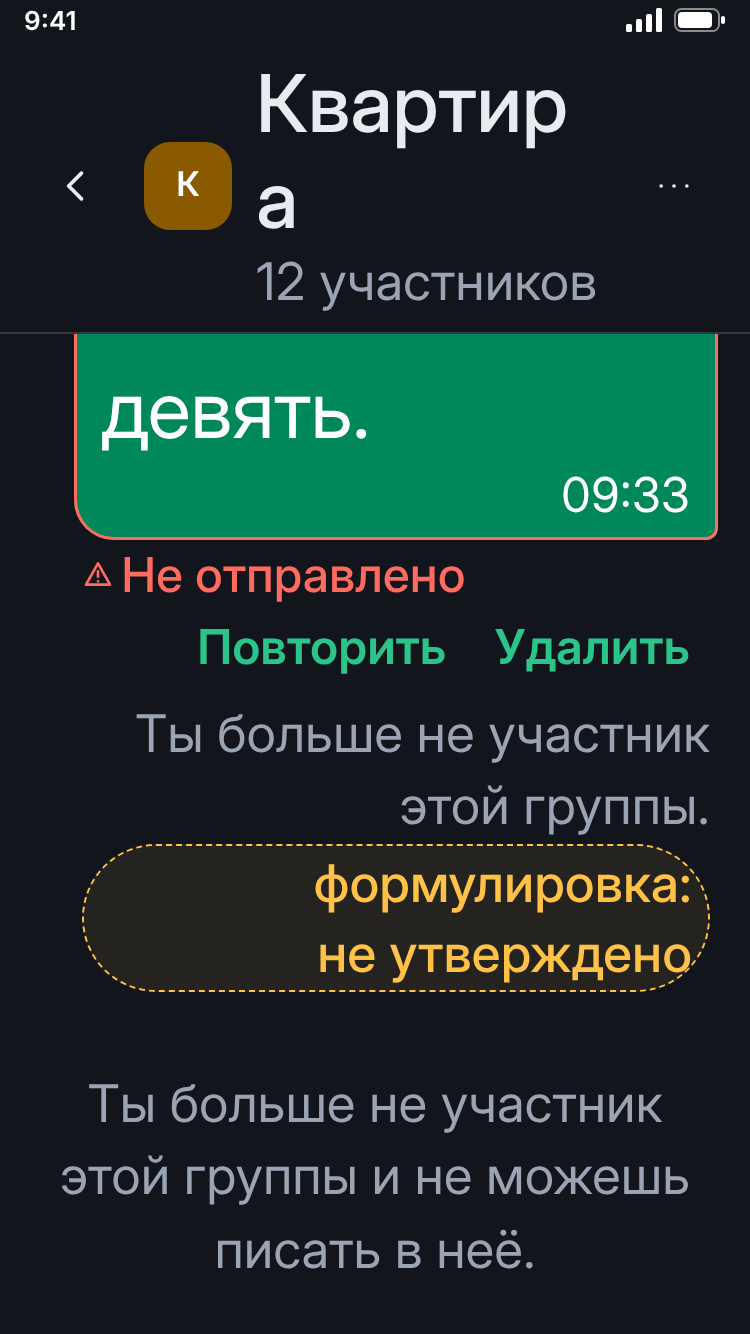 9:41
Квартир
а
К
...
12 участников
девять.
09:33
Не отправлено
Повторить Удалить
Ты больше не участник
этой группы.
формулировка:
не утверждено
Ты больше не участник
этой группы и не можешь
писать в неё.